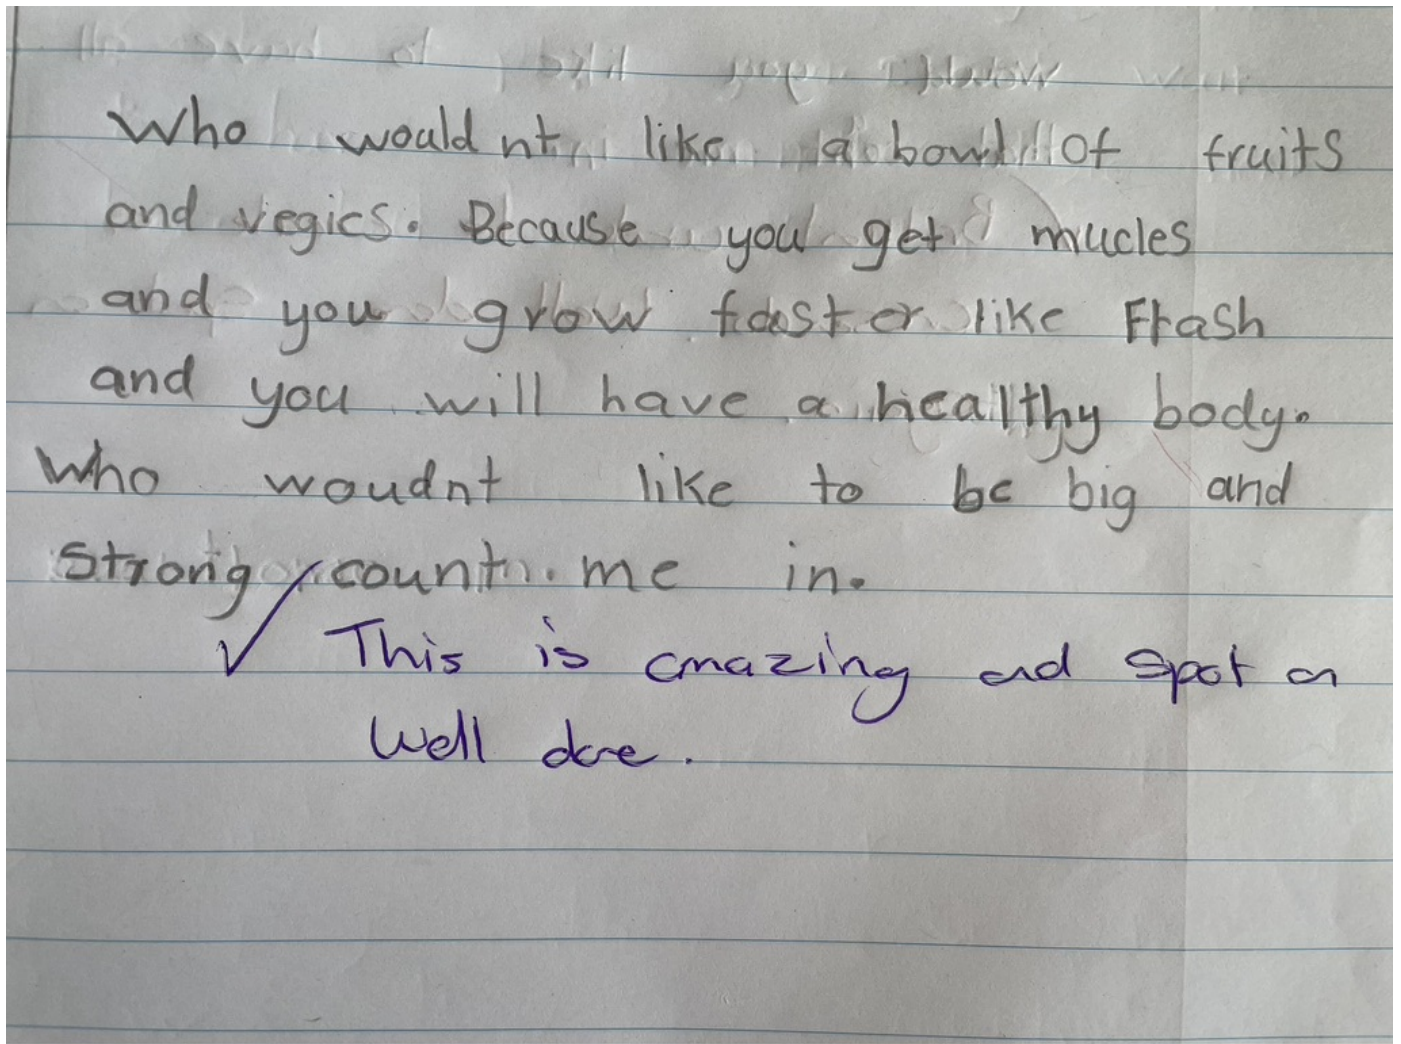 Who wouldnt like a bowl of fruits
and vegies. Because you get mucles
and you grow faster like Flash
and you will have a healthy body.
Who woudnt like to be big and
strong count me in.
This is amazing and spot on
Well done.